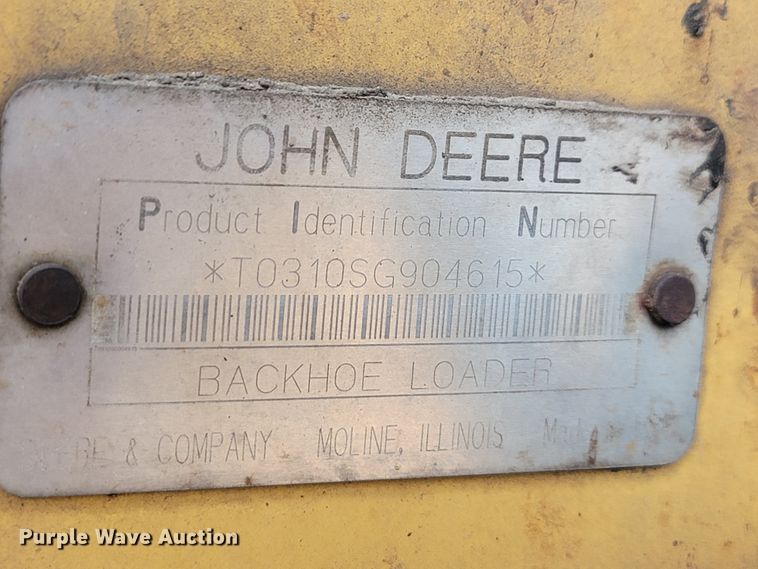 JOHN DEERE
Product Identification Number
*T0310SG904615*
BACKHOE LOADER
& COMPANY MOLINE, ILLINOIS
Purple Wave Auction